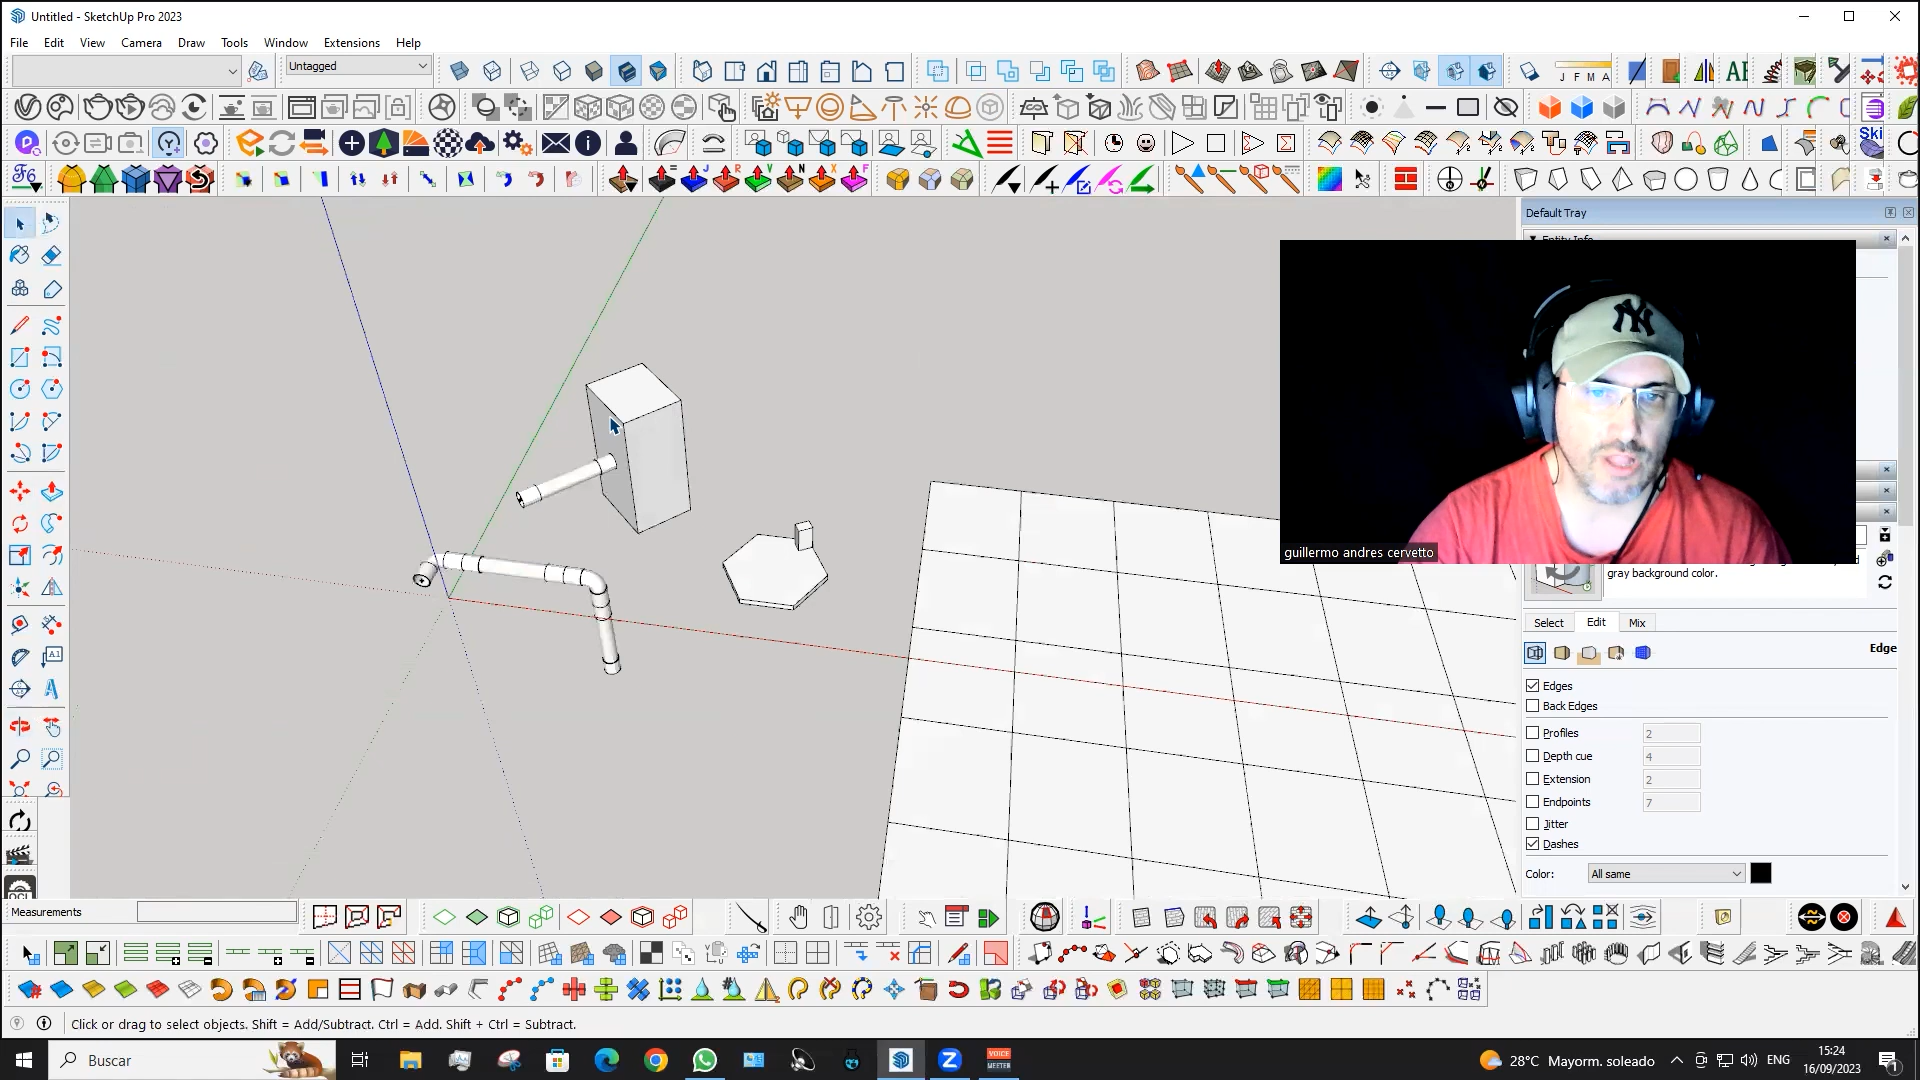 Untitled - SketchUp Pro 2023
File Edit View Camera Draw Tools Window Extensions Help
Untagged
J F M A
Ski
Default Tray
guillermo andres cervetto
gray background color.
Select Edit Mix
Edge
Edges
Back Edges
Profiles 2
Depth cue 4
Extension 2
Endpoints 7
Jitter
Dashes
Color: All same
Measurements
Click or drag to select objects. Shift = Add/Subtract. Ctrl = Add. Shift + Ctrl = Subtract.
Buscar
VOICE
MEETER
28°C Mayorm. soleado
ENG
15:24
16/09/2023